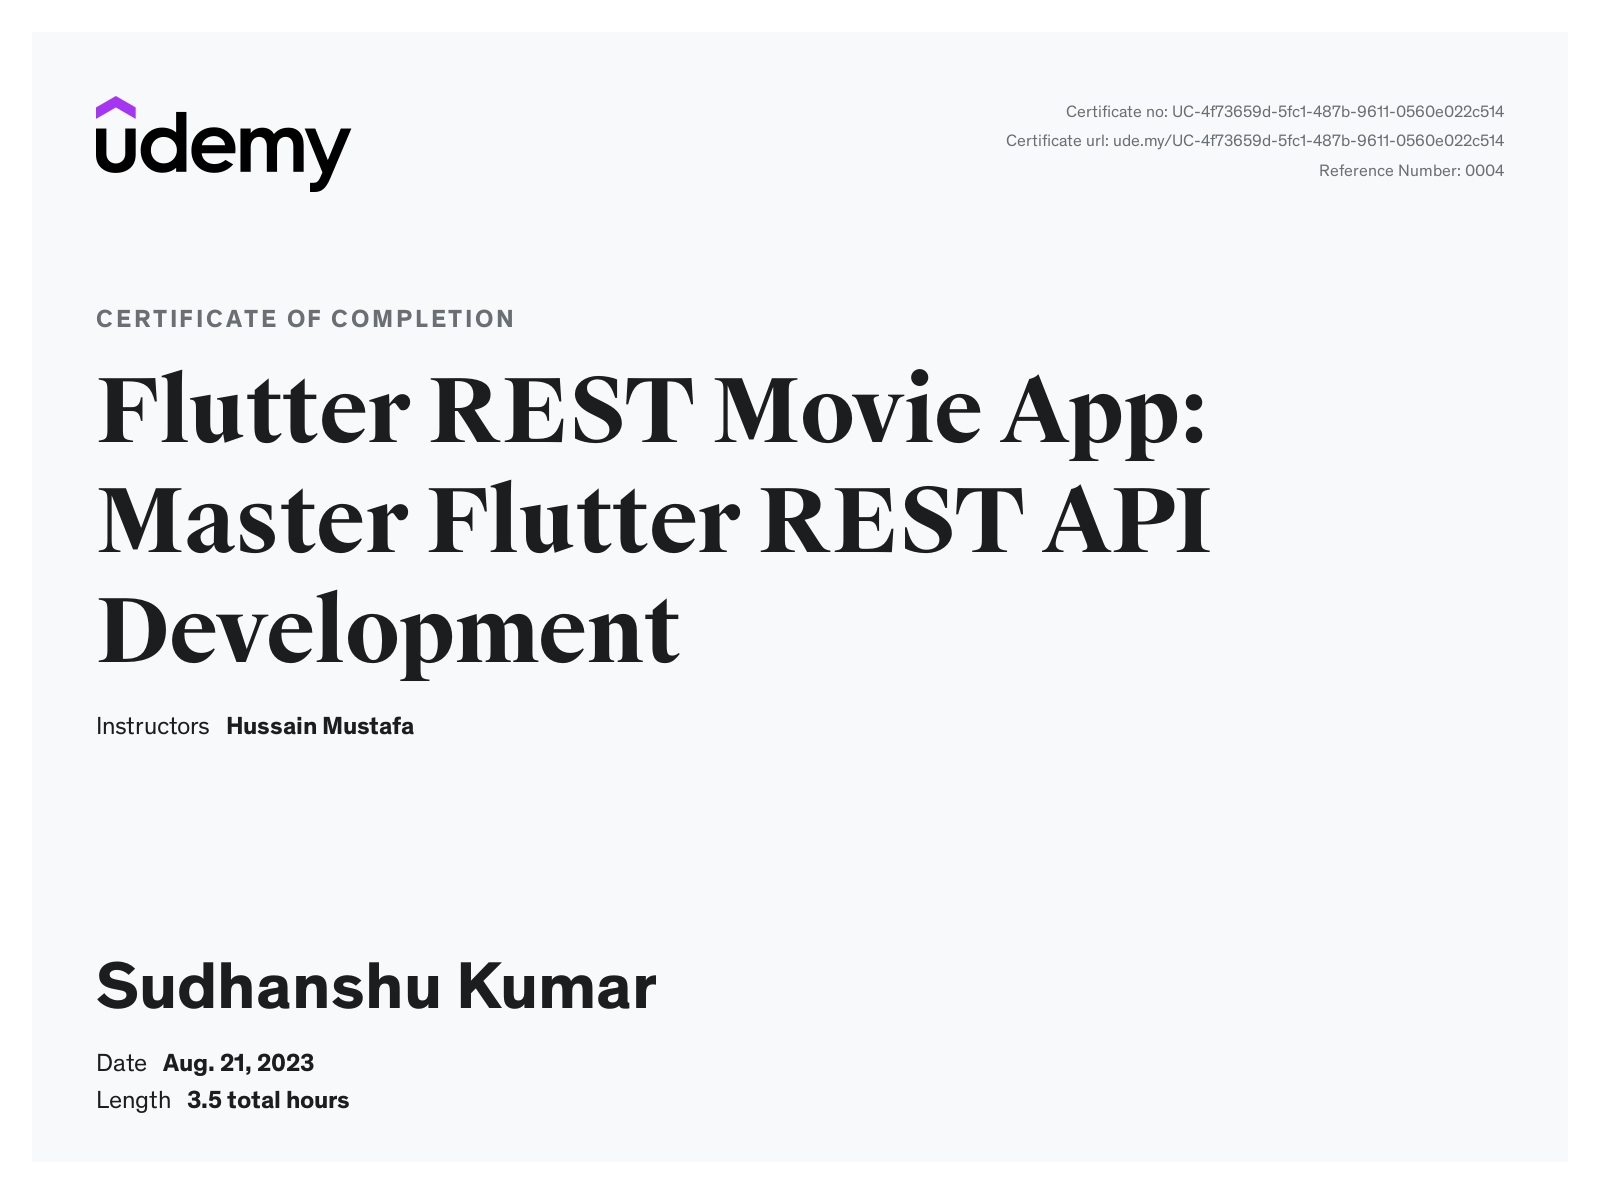 udemy
Certificate no: UC-4f73659d-5fc1-487b-9611-0560e022c514
Certificate url: ude.my/UC-4f73659d-5fc1-487b-9611-0560e022c514
Reference Number: 0004
CERTIFICATE OF COMPLETION
Flutter REST Movie App:
Master Flutter REST API
Development
Instructors Hussain Mustafa
Sudhanshu Kumar
Date Aug. 21, 2023
Length 3.5 total hours